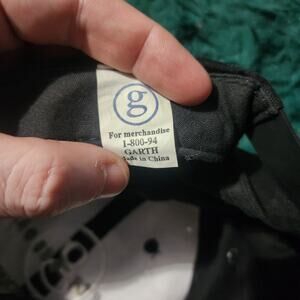 g
For merchandise
1-800-94
GARTH
Made in China